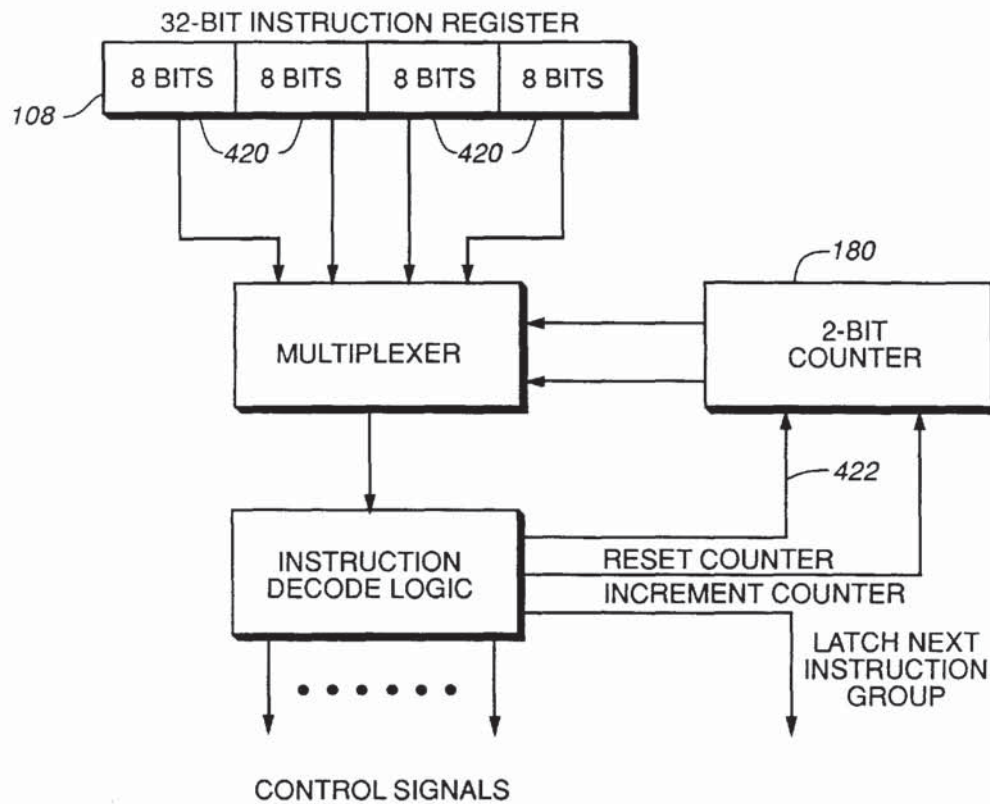 32-BIT INSTRUCTION REGISTER
8 BITS 8 BITS 8 BITS 8 BITS
108
420 420
180
MULTIPLEXER
2-BIT
COUNTER
422
INSTRUCTION
DECODE LOGIC
RESET COUNTER
INCREMENT COUNTER
LATCH NEXT
INSTRUCTION
GROUP
CONTROL SIGNALS